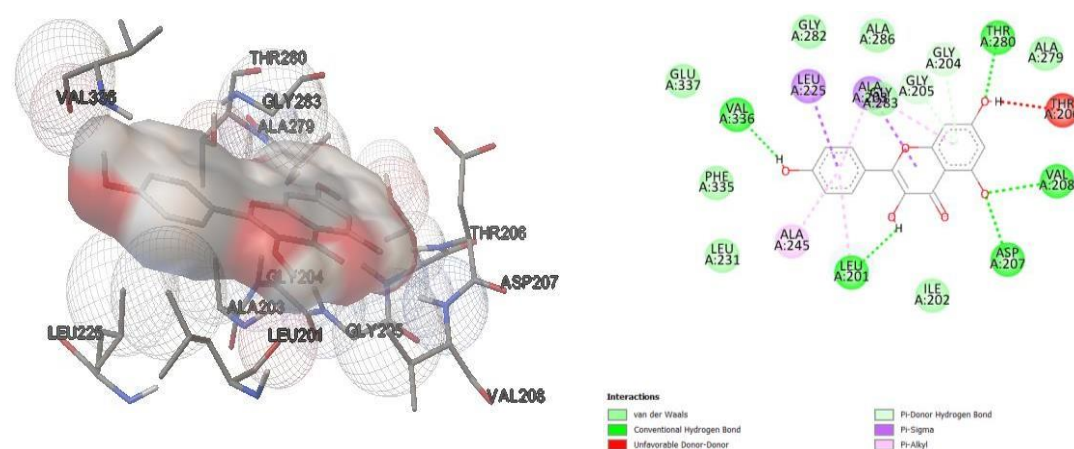 THR280
VAL336
GLY283
ALA279
THR206
GLY204
ASP207
ALA203
LEU225
LEU201
GLY205
VAL208
GLY
A:282
ALA
A:286
THR
A:280
GLY
A:204
ALA
A:279
GLU
A:337
LEU
A:225
ALA
GLY
A:283
GLY
A:205
VAL
A:336
H
H
O
O
PHE
A:335
VAL
A:208
O
O
O
O
H
LEU
A:231
ALA
A:245
LEU
A:201
ILE
A:202
ASP
A:207
Interactions
van der Waals
Conventional Hydrogen Bond
Unfavorable Donor-Donor
Pi-Donor Hydrogen Bond
Pi-Sigma
Pi-Alkyl